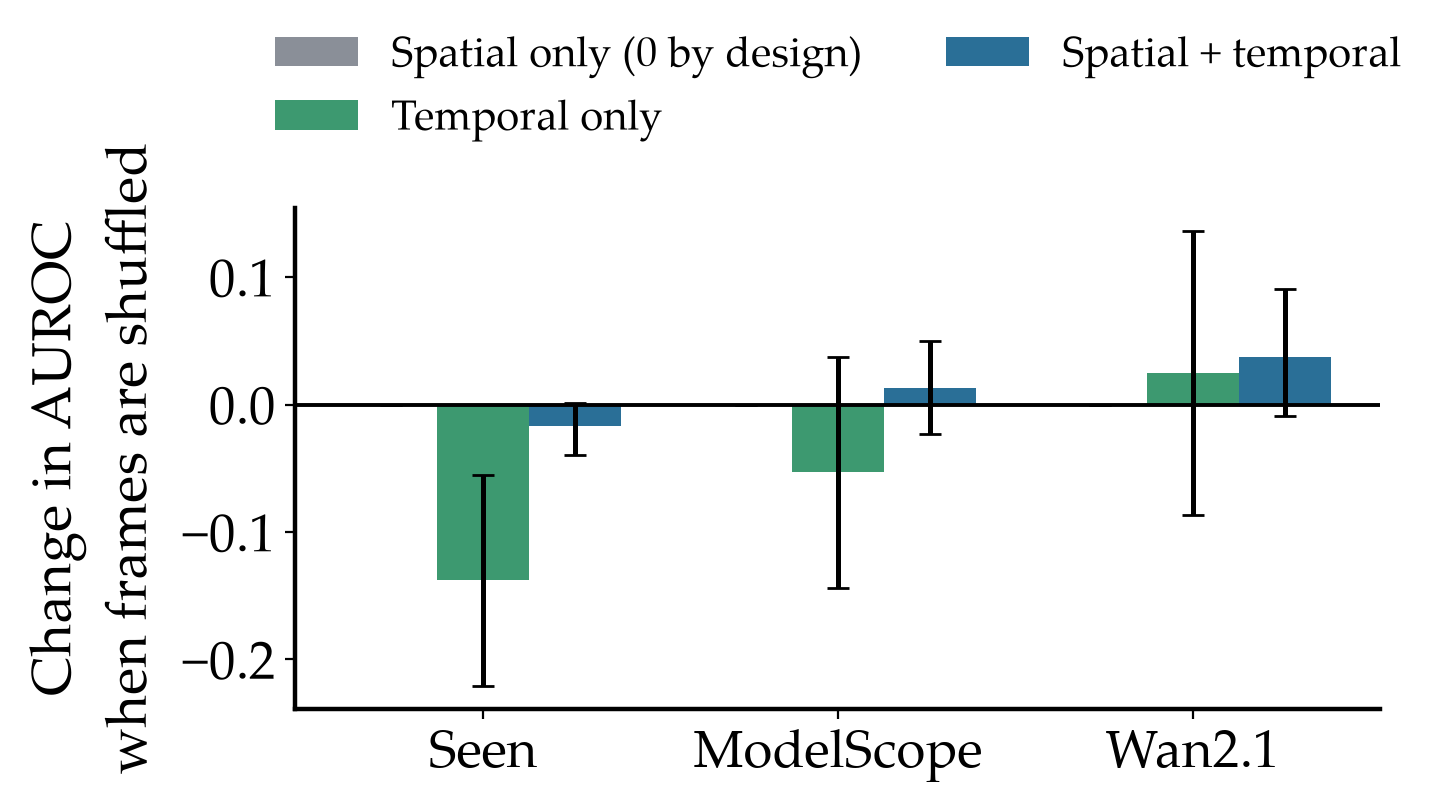 Spatial only (0 by design)
Spatial + temporal
Temporal only
Change in AUROC
when frames are shuffled
0.1
0.0
−0.1
−0.2
Seen
ModelScope
Wan2.1